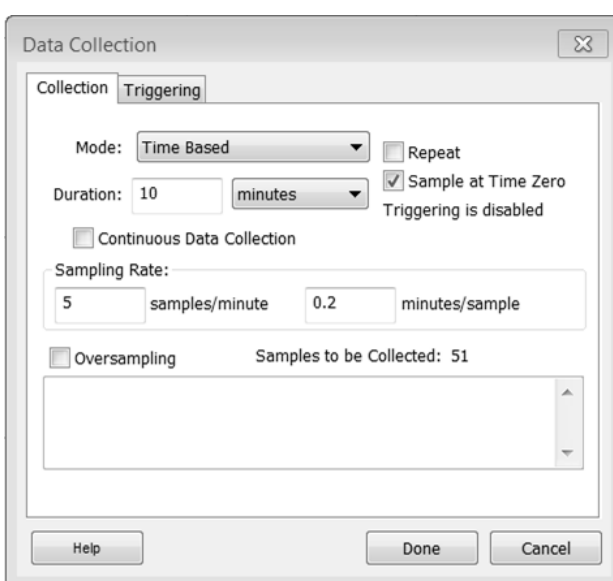 Data Collection
Collection Triggering
Mode: Time Based Repeat
Duration: 10 minutes Sample at Time Zero
Triggering is disabled
Continuous Data Collection
Sampling Rate:
5 samples/minute 0.2 minutes/sample
Oversampling Samples to be Collected: 51
Help Done Cancel